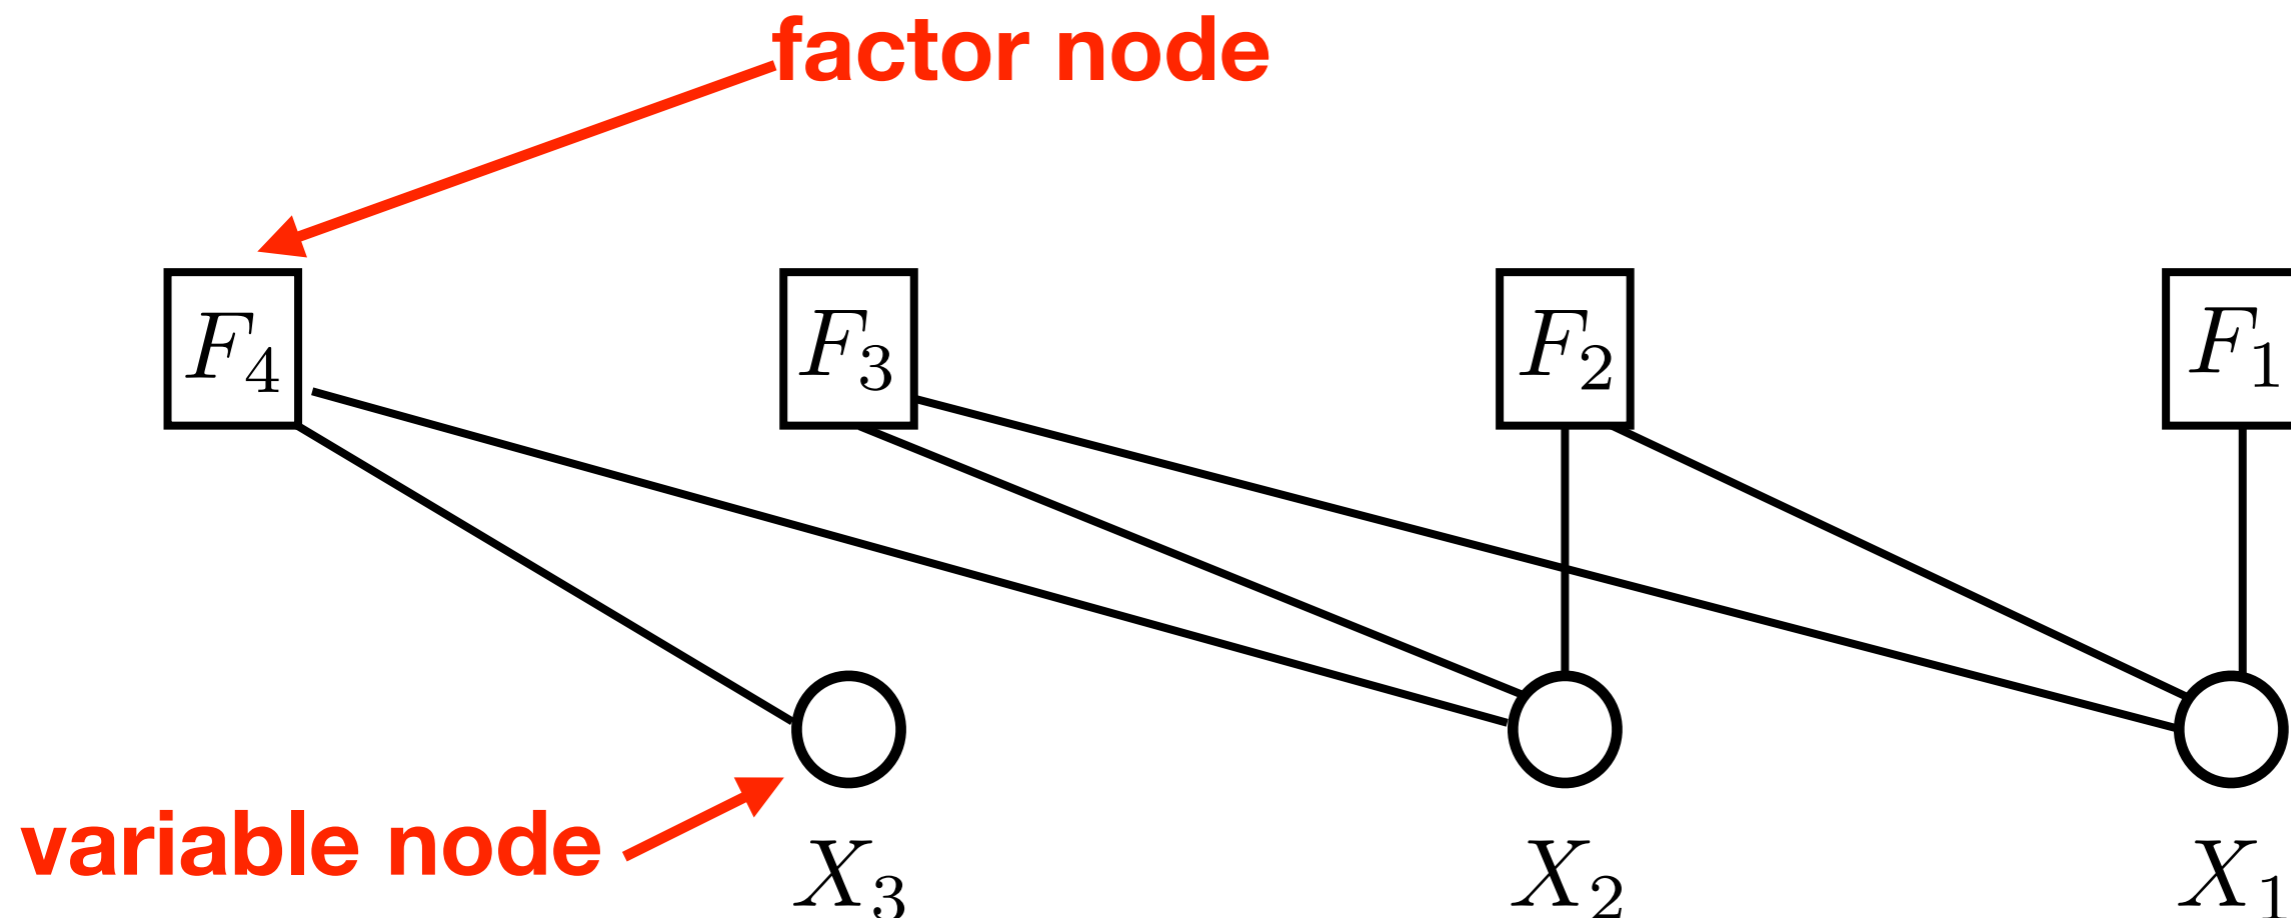 factor node
F₄ F₃ F₂ F₁
variable node
X₃ X₂ X₁